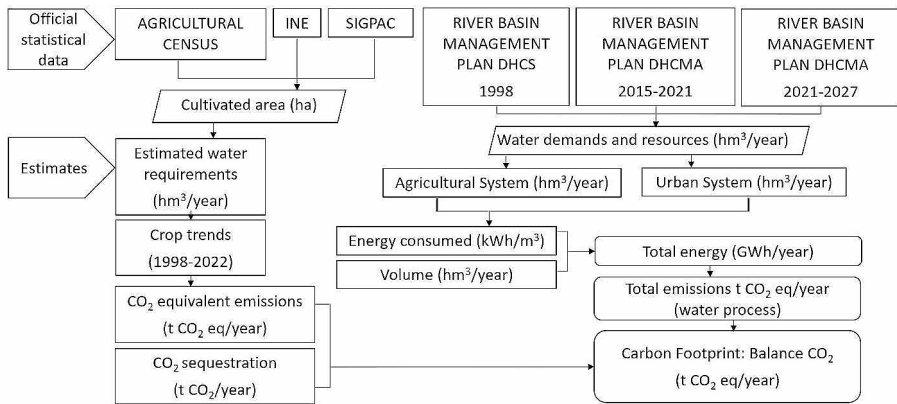 Official
statistical
data
AGRICULTURAL
CENSUS
INE
SIGPAC
RIVER BASIN
MANAGEMENT
PLAN DHCS
1998
RIVER BASIN
MANAGEMENT
PLAN DHCMA
2015-2021
RIVER BASIN
MANAGEMENT
PLAN DHCMA
2021-2027
Cultivated area (ha)
Water demands and resources (hm³/year)
Estimates
Estimated water
requirements
(hm³/year)
Agricultural System (hm³/year)
Urban System (hm³/year)
Crop trends
(1998-2022)
Energy consumed (kWh/m³)
Volume (hm³/year)
Total energy (GWh/year)
CO₂ equivalent emissions
(t CO₂ eq/year)
Total emissions t CO₂ eq/year
(water process)
CO₂ sequestration
(t CO₂/year)
Carbon Footprint: Balance CO₂
(t CO₂ eq/year)